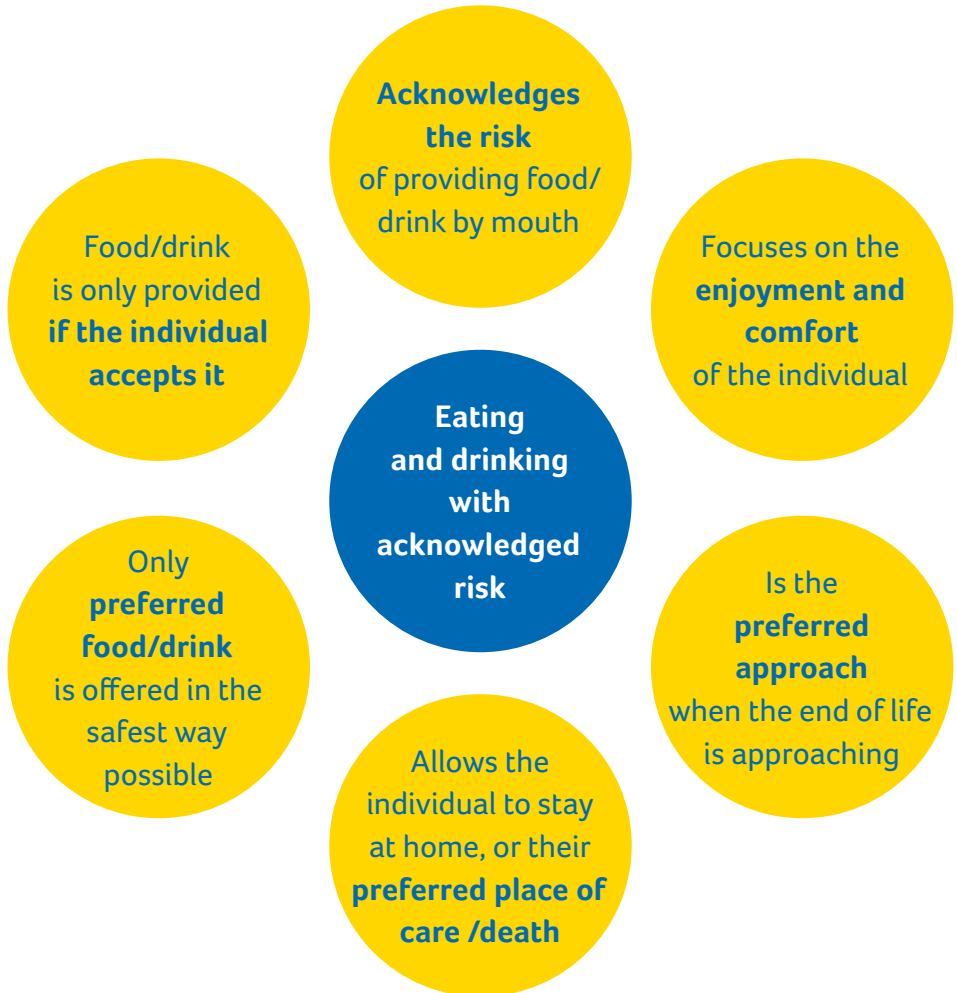 Acknowledges
the risk
of providing food/
drink by mouth
Focuses on the
enjoyment and
comfort
of the individual
Is the
preferred
approach
when the end of life
is approaching
Allows the
individual to stay
at home, or their
preferred place of
care /death
Only
preferred
food/drink
is offered in the
safest way
possible
Food/drink
is only provided
if the individual
accepts it
Eating
and drinking
with
acknowledged
risk